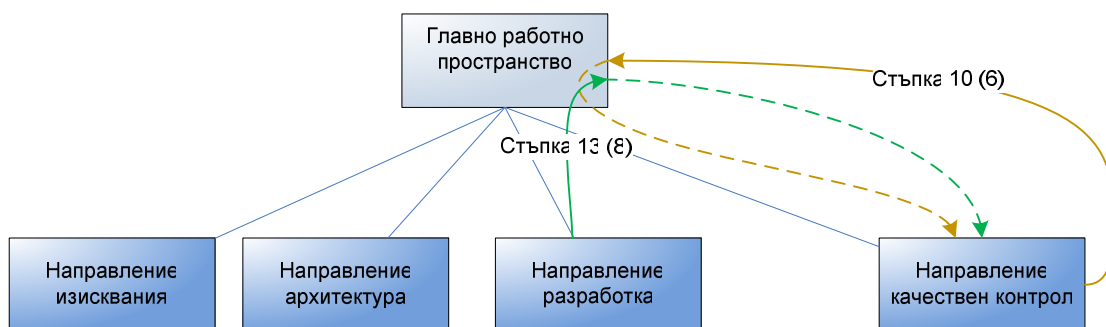 Главно работно
пространство
Стъпка 10 (6)
Стъпка 13 (8)
Направление
изисквания
Направление
архитектура
Направление
разработка
Направление
качествен контрол